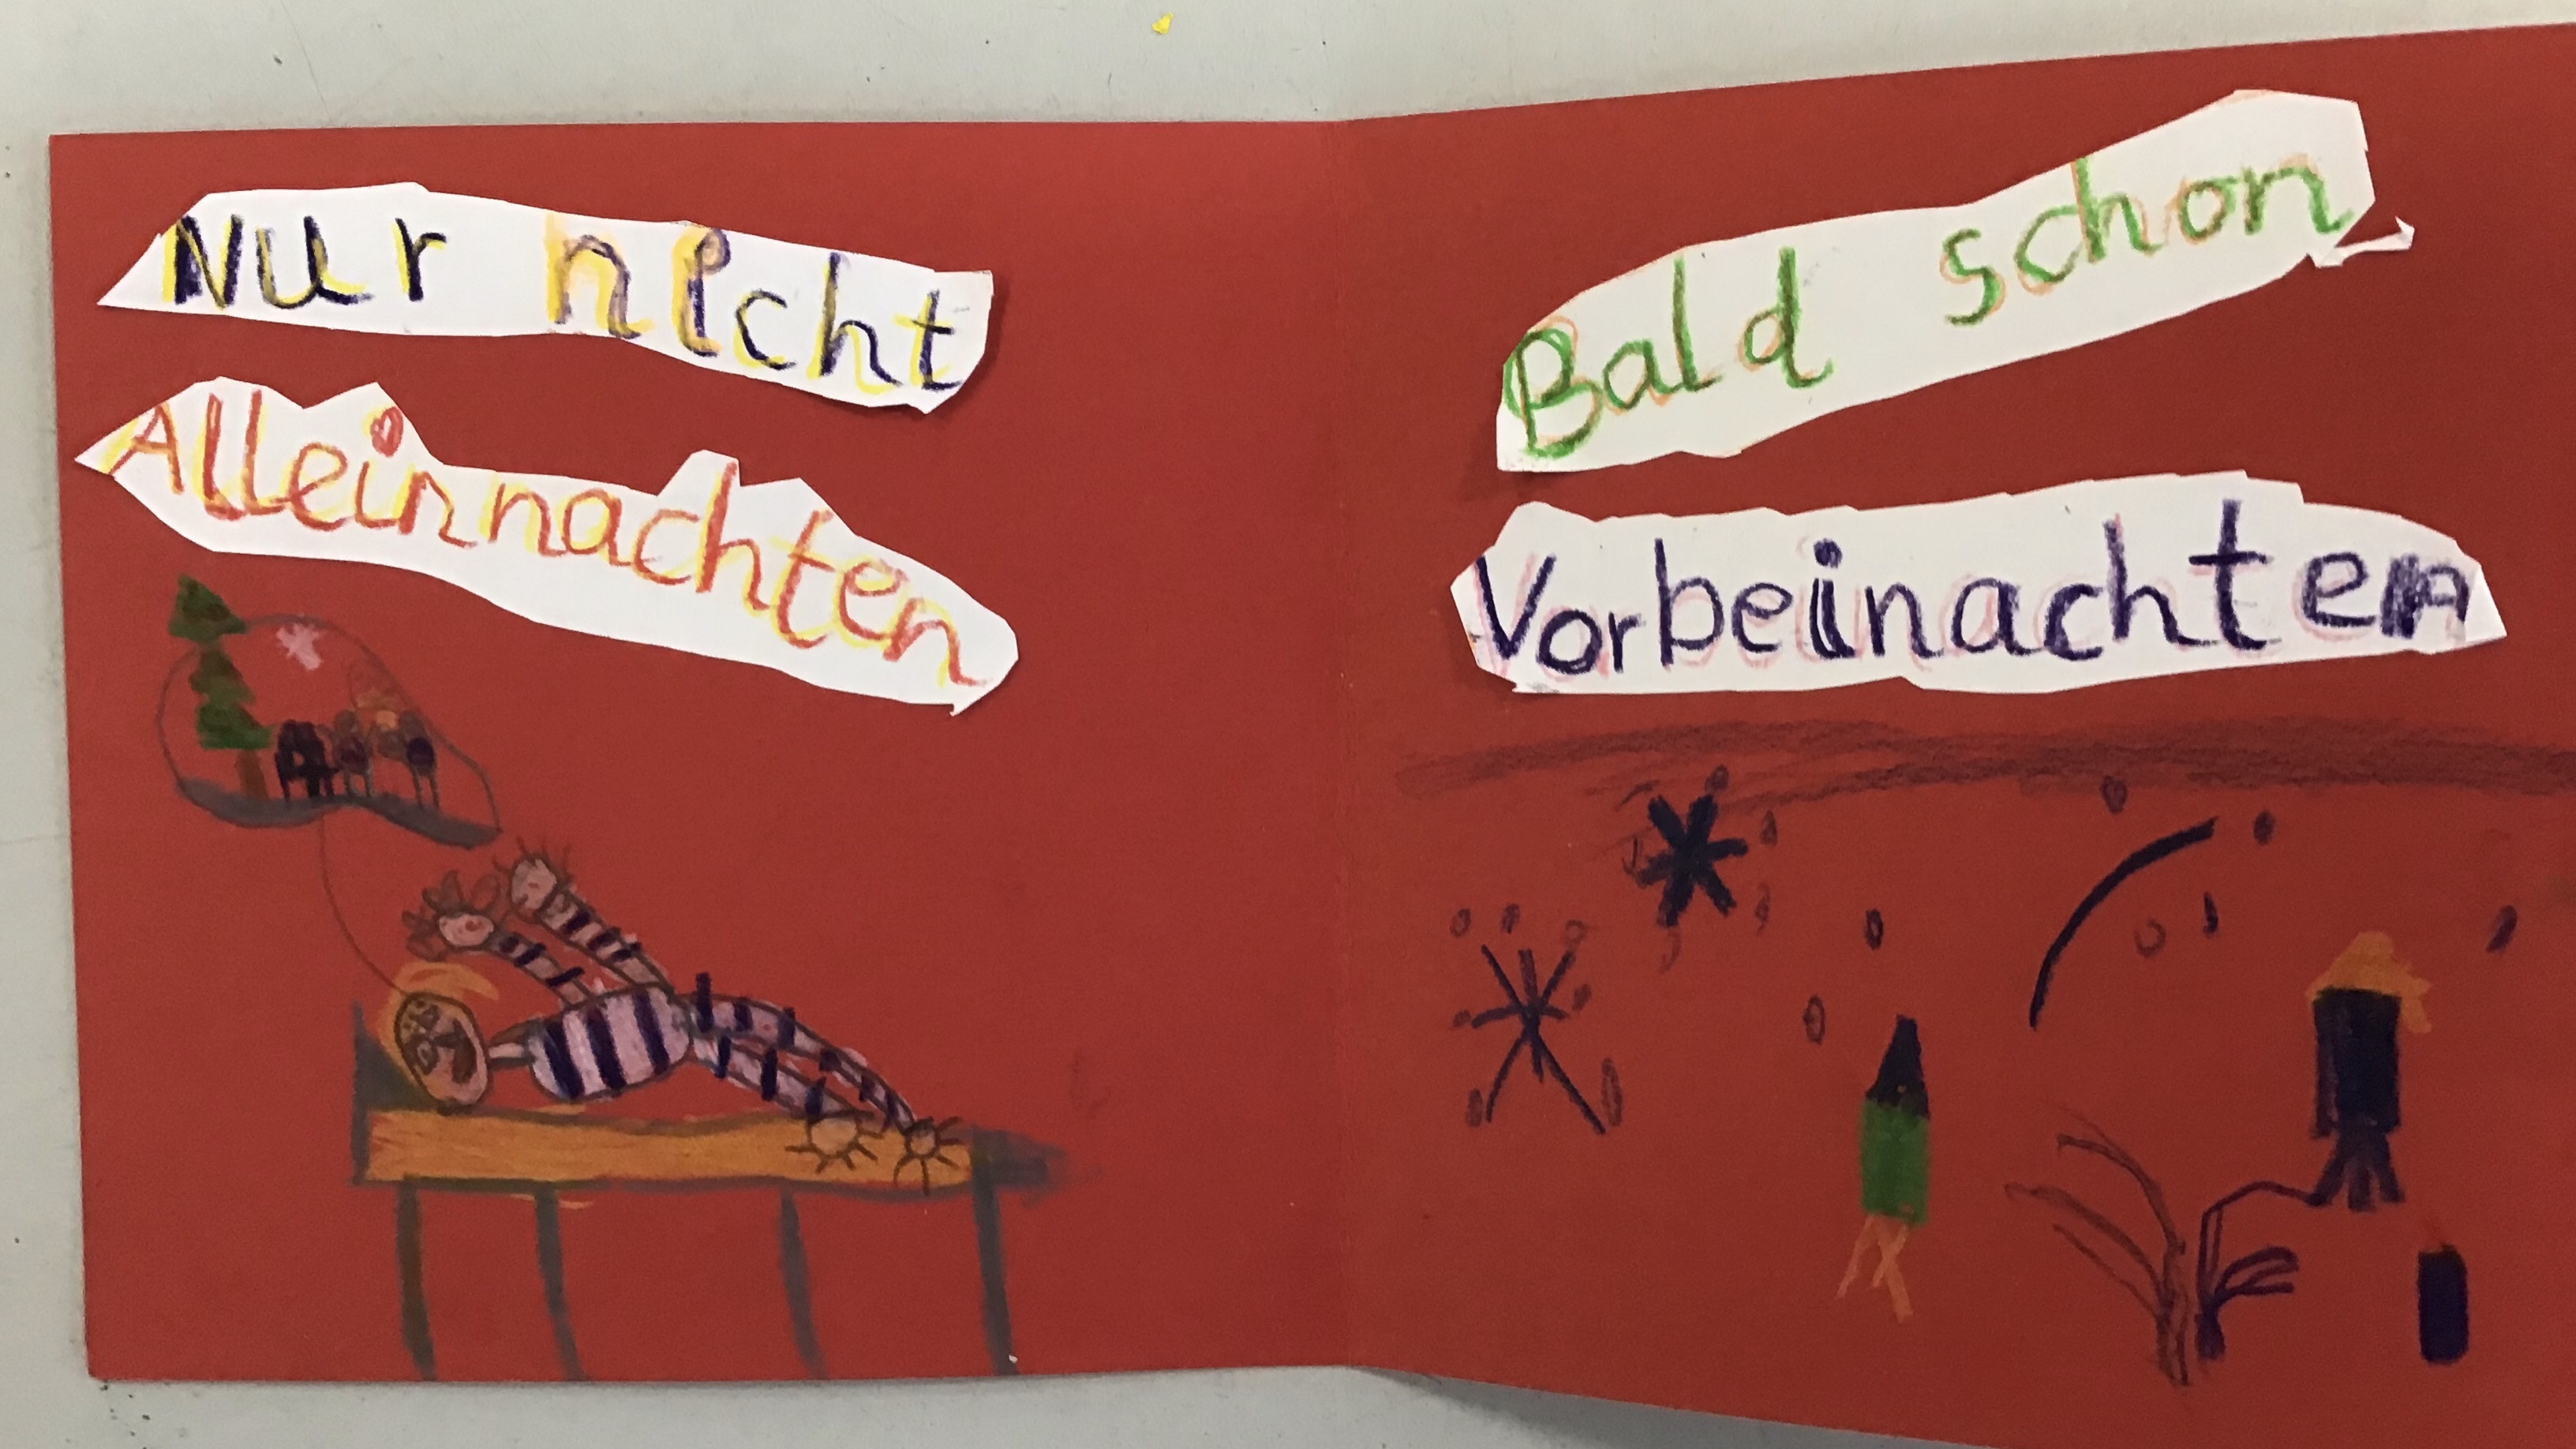 Nur nicht
Alleinnachten
Bald schon
Vorbeinachten